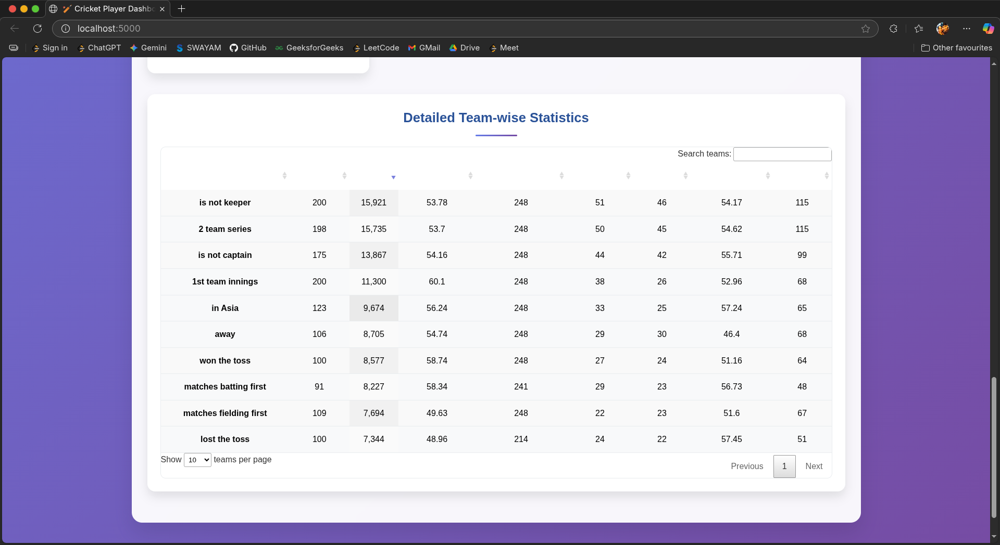 Cricket Player Dashbo
localhost:5000
Sign in ChatGPT Gemini SWAYAM GitHub GeeksforGeeks LeetCode GMail Drive Meet Other favourites
Detailed Team-wise Statistics
Search teams:
is not keeper 200 15,921 53.78 248 51 46 54.17 115
2 team series 198 15,735 53.7 248 50 45 54.62 115
is not captain 175 13,867 54.16 248 44 42 55.71 99
1st team innings 200 11,300 60.1 248 38 26 52.96 68
in Asia 123 9,674 56.24 248 33 25 57.24 65
away 106 8,705 54.74 248 29 30 46.4 68
won the toss 100 8,577 58.74 248 27 24 51.16 64
matches batting first 91 8,227 58.34 241 29 23 56.73 48
matches fielding first 109 7,694 49.63 248 22 23 51.6 67
lost the toss 100 7,344 48.96 214 24 22 57.45 51
Show 10 teams per page
Previous 1 Next